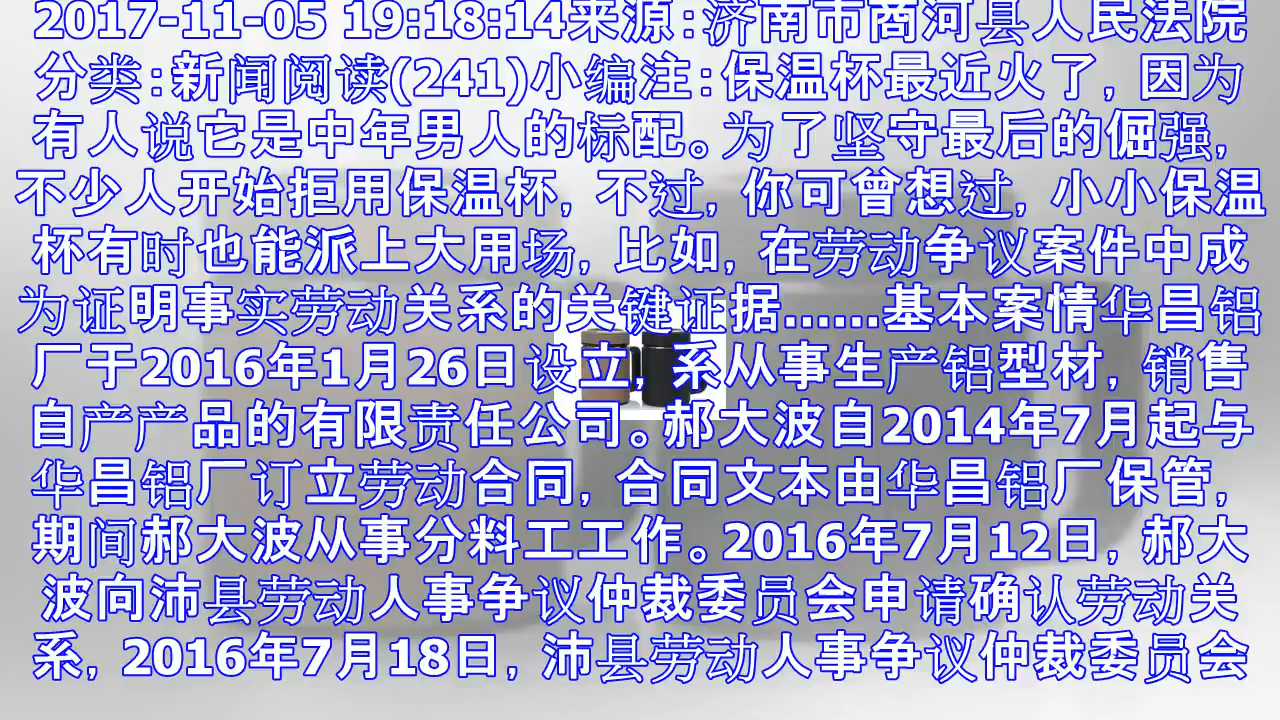 2017-11-05 19:18:14来源:济南市商河县人民法院
分类:新闻阅读(241)小编注:保温杯最近火了,因为
有人说它是中年男人的标配。为了坚守最后的倔强,
不少人开始拒用保温杯,不过,你可曾想过,小小保温
杯有时也能派上大用场,比如,在劳动争议案件中成
为证明事实劳动关系的关键证据……基本案情华昌铝
厂于2016年1月26日设立,系从事生产铝型材,销售
自产产品的有限责任公司。郝大波自2014年7月起与
华昌铝厂订立劳动合同,合同文本由华昌铝厂保管,
期间郝大波从事分料工工作。2016年7月12日,郝大
波向沛县劳动人事争议仲裁委员会申请确认劳动关
系,2016年7月18日,沛县劳动人事争议仲裁委员会